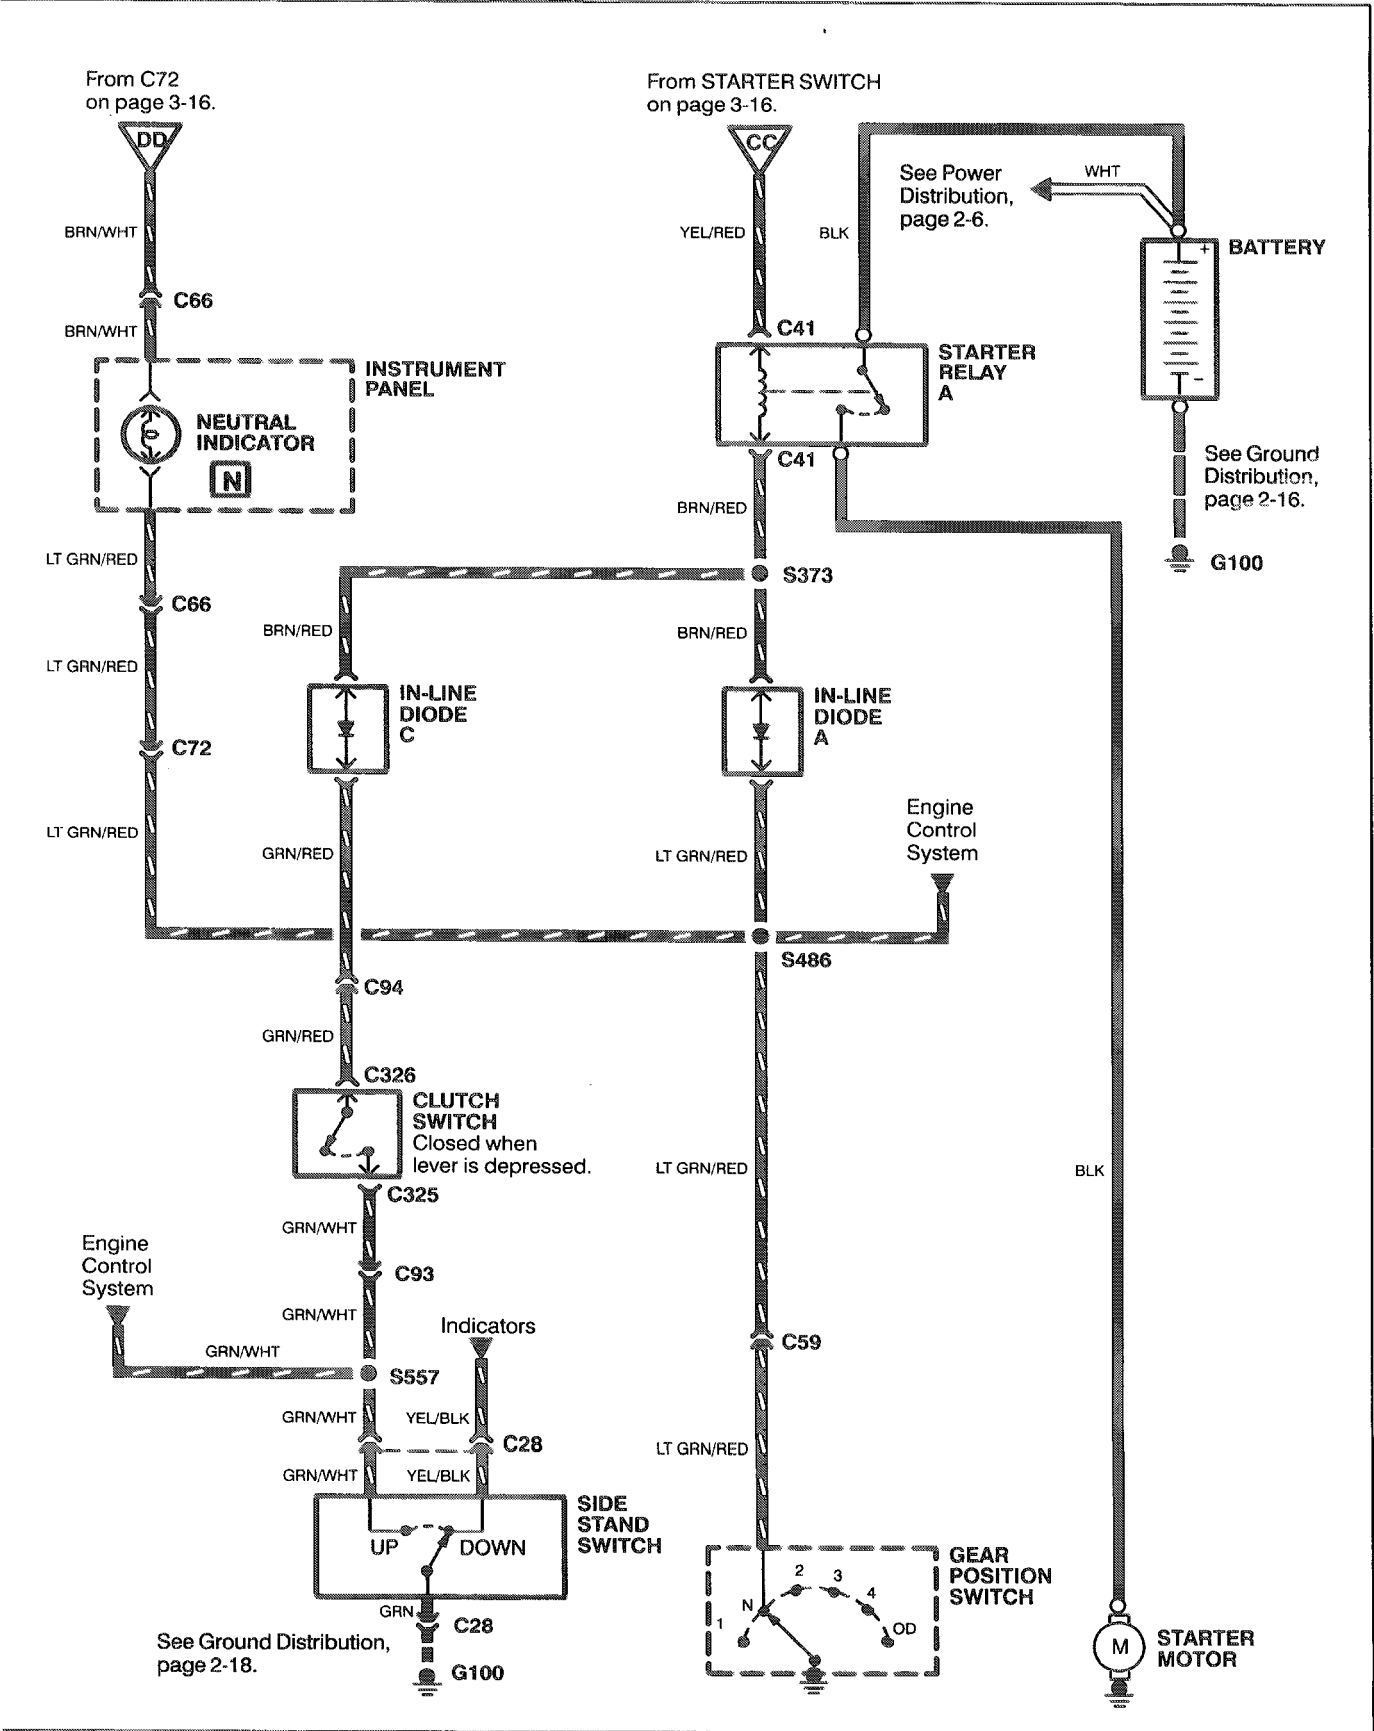 From C72
on page 3-16.
DD
BRN/WHT
C66
BRN/WHT
INSTRUMENT
PANEL
NEUTRAL
INDICATOR
N
LT GRN/RED
C66
LT GRN/RED
C72
LT GRN/RED
From STARTER SWITCH
on page 3-16.
CC
YEL/RED
BLK
See Power
Distribution,
page 2-6.
WHT
+
BATTERY
-
C41
STARTER
RELAY
A
C41
BRN/RED
See Ground
Distribution,
page 2-16.
G100
S373
BRN/RED
BRN/RED
IN-LINE
DIODE
C
IN-LINE
DIODE
A
GRN/RED
LT GRN/RED
Engine
Control
System
S486
C94
GRN/RED
C326
CLUTCH
SWITCH
Closed when
lever is depressed.
C325
GRN/WHT
C93
GRN/WHT
Engine
Control
System
GRN/WHT
Indicators
S557
GRN/WHT
YEL/BLK
C28
GRN/WHT
YEL/BLK
SIDE
STAND
SWITCH
UP
DOWN
GRN
C28
See Ground Distribution,
page 2-18.
G100
LT GRN/RED
BLK
C59
LT GRN/RED
GEAR
POSITION
SWITCH
1
N
2
3
4
OD
M
STARTER
MOTOR